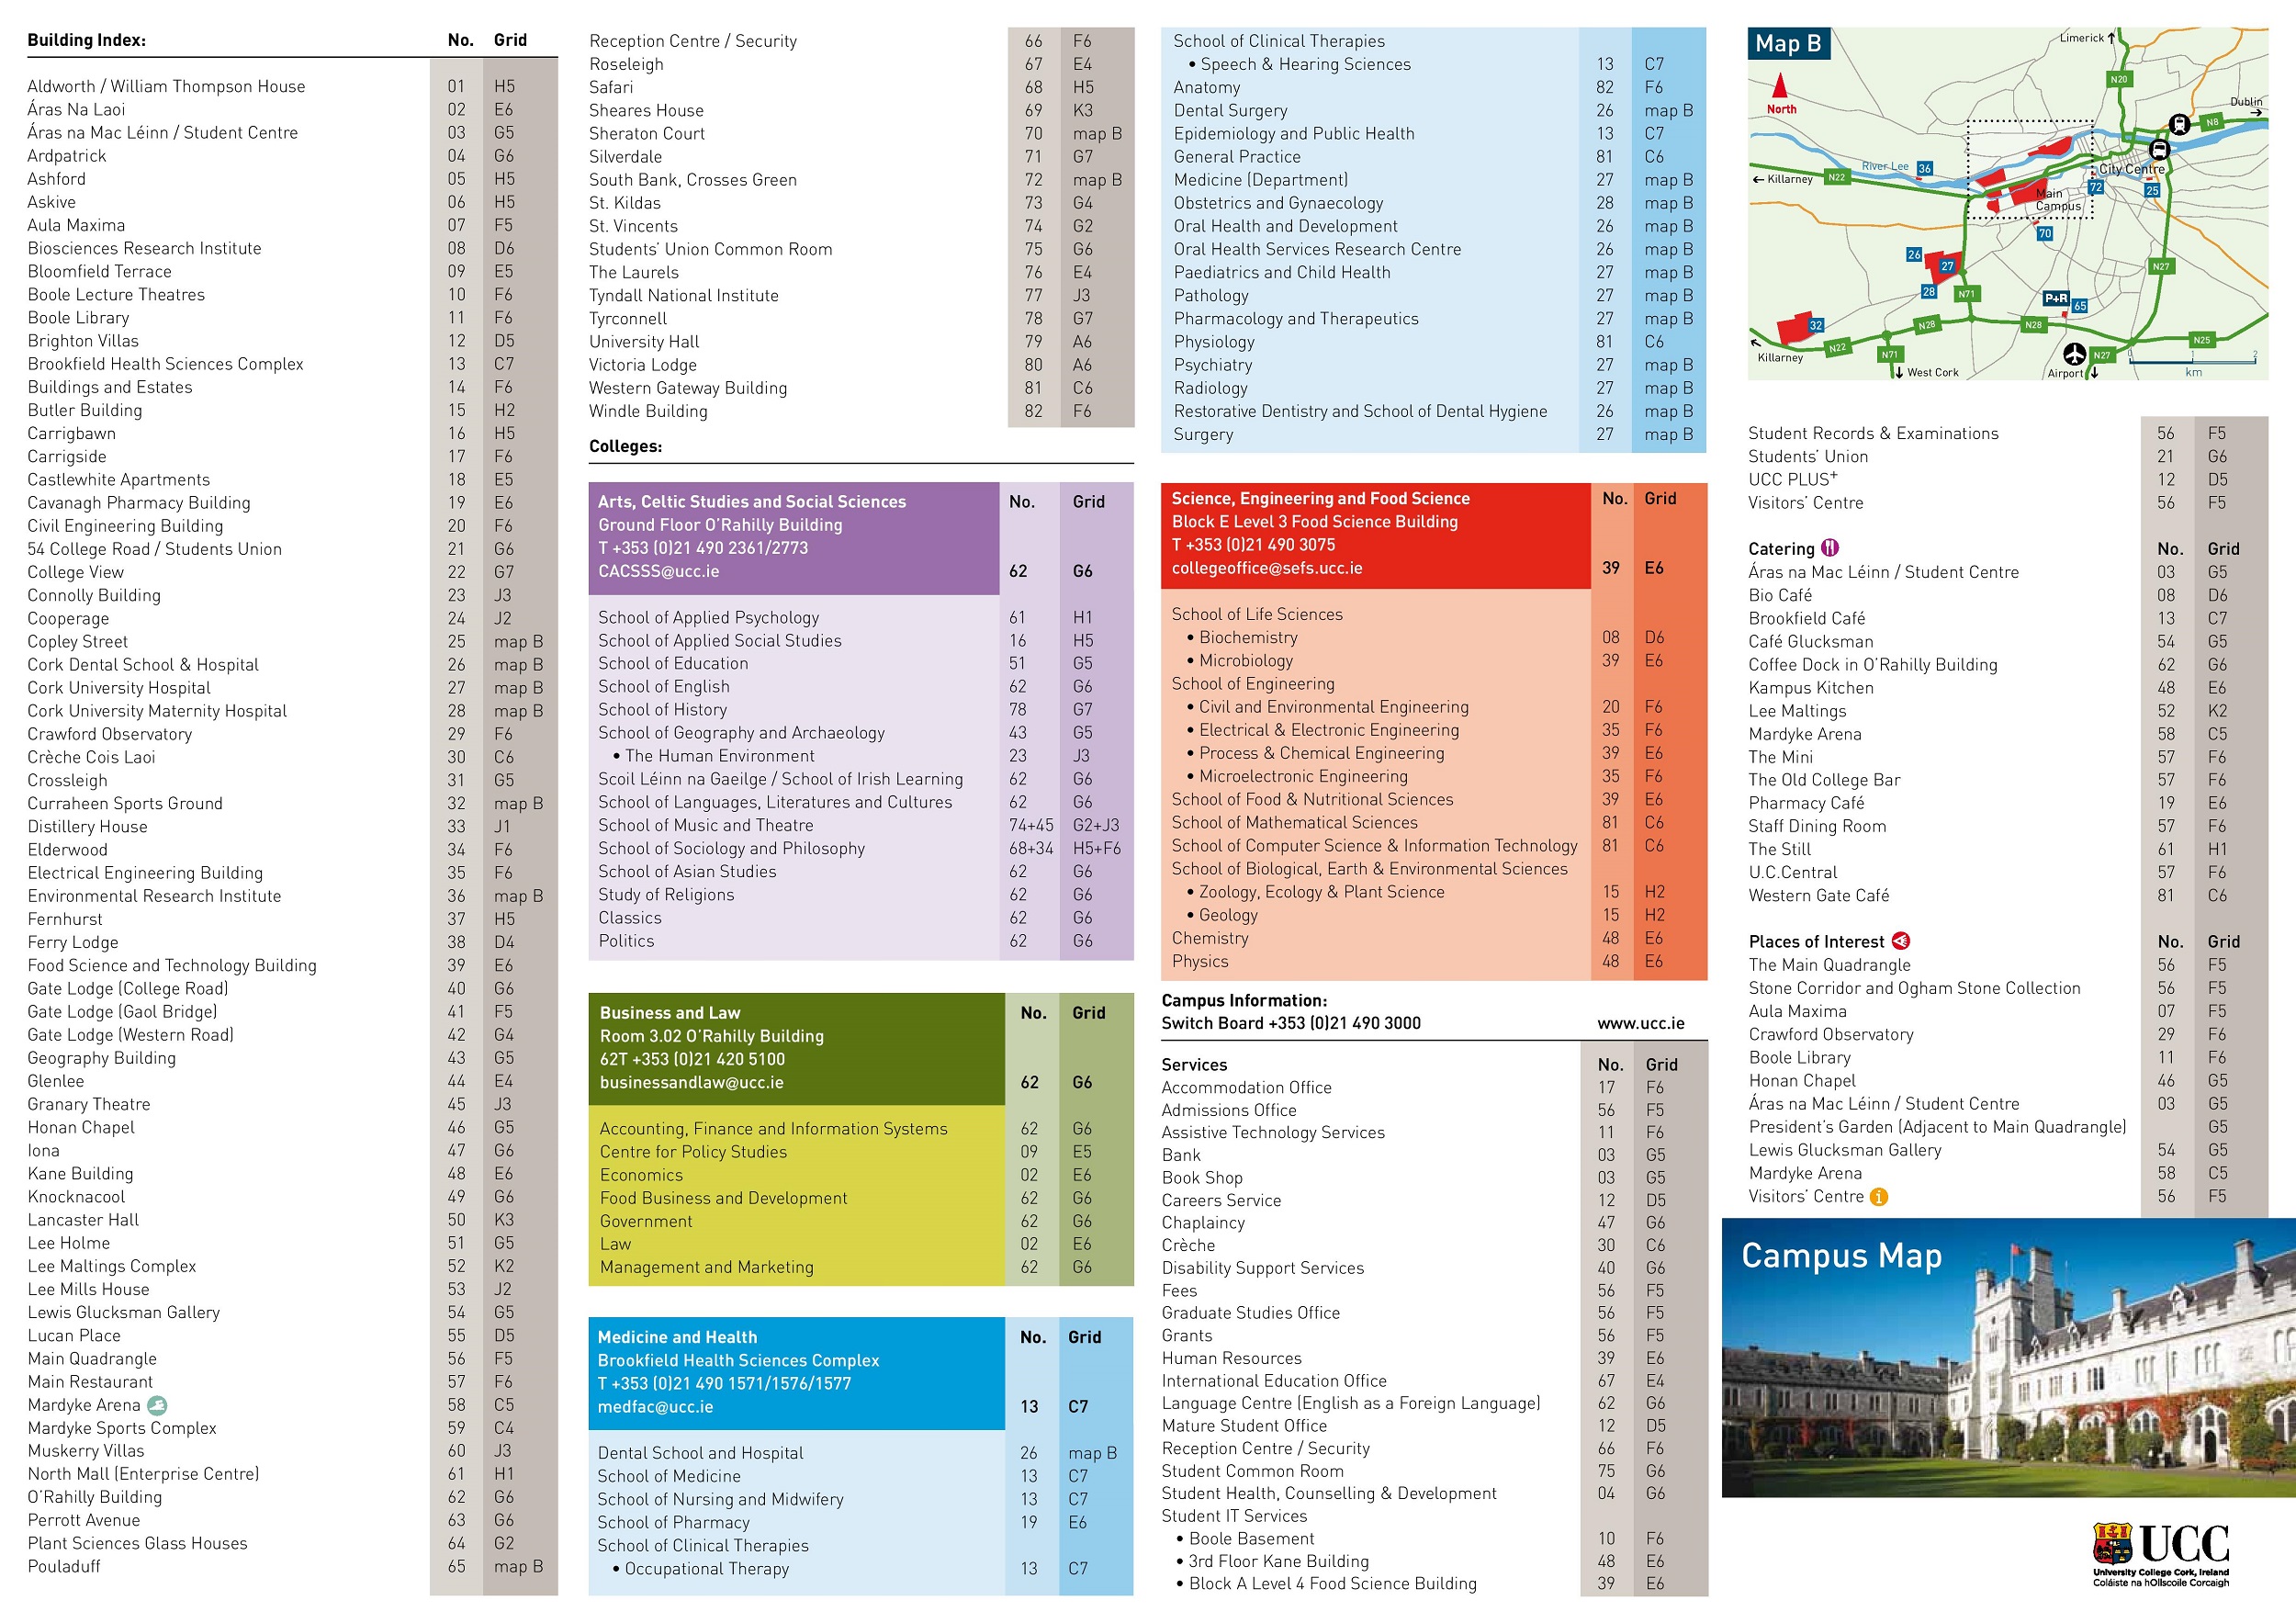 Building Index: No. Grid
Aldworth / William Thompson House 01 H5
Áras Na Laoi 02 E6
Áras na Mac Léinn / Student Centre 03 G5
Ardpatrick 04 G6
Ashford 05 H5
Askive 06 H5
Aula Maxima 07 F5
Biosciences Research Institute 08 D6
Bloomfield Terrace 09 E5
Boole Lecture Theatres 10 F6
Boole Library 11 F6
Brighton Villas 12 D5
Brookfield Health Sciences Complex 13 C7
Buildings and Estates 14 F6
Butler Building 15 H2
Carrigbawn 16 H5
Carrigside 17 F6
Castlewhite Apartments 18 E5
Cavanagh Pharmacy Building 19 E6
Civil Engineering Building 20 F6
54 College Road / Students Union 21 G6
College View 22 G7
Connolly Building 23 J3
Cooperage 24 J2
Copley Street 25 map B
Cork Dental School & Hospital 26 map B
Cork University Hospital 27 map B
Cork University Maternity Hospital 28 map B
Crawford Observatory 29 F6
Crèche Cois Laoi 30 C6
Crossleigh 31 G5
Curraheen Sports Ground 32 map B
Distillery House 33 J1
Elderwood 34 F6
Electrical Engineering Building 35 F6
Environmental Research Institute 36 map B
Fernhurst 37 H5
Ferry Lodge 38 D4
Food Science and Technology Building 39 E6
Gate Lodge (College Road) 40 G6
Gate Lodge (Gaol Bridge) 41 F5
Gate Lodge (Western Road) 42 G4
Geography Building 43 G5
Glenlee 44 E4
Granary Theatre 45 J3
Honan Chapel 46 G5
Iona 47 G6
Kane Building 48 E6
Knocknacool 49 G6
Lancaster Hall 50 K3
Lee Holme 51 G5
Lee Maltings Complex 52 K2
Lee Mills House 53 J2
Lewis Glucksman Gallery 54 G5
Lucan Place 55 D5
Main Quadrangle 56 F5
Main Restaurant 57 F6
Mardyke Arena 58 C5
Mardyke Sports Complex 59 C4
Muskerry Villas 60 J3
North Mall (Enterprise Centre) 61 H1
O'Rahilly Building 62 G6
Perrott Avenue 63 G6
Plant Sciences Glass Houses 64 G2
Pouladuff 65 map B
Reception Centre / Security 66 F6
Roseleigh 67 E4
Safari 68 H5
Sheares House 69 K3
Sheraton Court 70 map B
Silverdale 71 G7
South Bank, Crosses Green 72 map B
St. Kildas 73 G4
St. Vincents 74 G2
Students' Union Common Room 75 G6
The Laurels 76 E4
Tyndall National Institute 77 J3
Tyrconnell 78 G7
University Hall 79 A6
Victoria Lodge 80 A6
Western Gateway Building 81 C6
Windle Building 82 F6
Colleges:
Arts, Celtic Studies and Social Sciences No. Grid
Ground Floor O'Rahilly Building
T +353 (0)21 490 2361/2773
CACSSS@ucc.ie 62 G6
School of Applied Psychology 61 H1
School of Applied Social Studies 16 H5
School of Education 51 G5
School of English 62 G6
School of History 78 G7
School of Geography and Archaeology 43 G5
• The Human Environment 23 J3
Scoil Léinn na Gaeilge / School of Irish Learning 62 G6
School of Languages, Literatures and Cultures 62 G6
School of Music and Theatre 74+45 G2+J3
School of Sociology and Philosophy 68+34 H5+F6
School of Asian Studies 62 G6
Study of Religions 62 G6
Classics 62 G6
Politics 62 G6
Business and Law No. Grid
Room 3.02 O'Rahilly Building
62T +353 (0)21 420 5100
businessandlaw@ucc.ie 62 G6
Accounting, Finance and Information Systems 62 G6
Centre for Policy Studies 09 E5
Economics 02 E6
Food Business and Development 62 G6
Government 62 G6
Law 02 E6
Management and Marketing 62 G6
Medicine and Health No. Grid
Brookfield Health Sciences Complex
T +353 (0)21 490 1571/1576/1577
medfac@ucc.ie 13 C7
Dental School and Hospital 26 map B
School of Medicine 13 C7
School of Nursing and Midwifery 13 C7
School of Pharmacy 19 E6
School of Clinical Therapies
• Occupational Therapy 13 C7
School of Clinical Therapies
• Speech & Hearing Sciences 13 C7
Anatomy 82 F6
Dental Surgery 26 map B
Epidemiology and Public Health 13 C7
General Practice 81 C6
Medicine (Department) 27 map B
Obstetrics and Gynaecology 28 map B
Oral Health and Development 26 map B
Oral Health Services Research Centre 26 map B
Paediatrics and Child Health 27 map B
Pathology 27 map B
Pharmacology and Therapeutics 27 map B
Physiology 81 C6
Psychiatry 27 map B
Radiology 27 map B
Restorative Dentistry and School of Dental Hygiene 26 map B
Surgery 27 map B
Science, Engineering and Food Science No. Grid
Block E Level 3 Food Science Building
T +353 (0)21 490 3075
collegeoffice@sefs.ucc.ie 39 E6
School of Life Sciences
• Biochemistry 08 D6
• Microbiology 39 E6
School of Engineering
• Civil and Environmental Engineering 20 F6
• Electrical & Electronic Engineering 35 F6
• Process & Chemical Engineering 39 E6
• Microelectronic Engineering 35 F6
School of Food & Nutritional Sciences 39 E6
School of Mathematical Sciences 81 C6
School of Computer Science & Information Technology 81 C6
School of Biological, Earth & Environmental Sciences
• Zoology, Ecology & Plant Science 15 H2
• Geology 15 H2
Chemistry 48 E6
Physics 48 E6
Campus Information:
Switch Board +353 (0)21 490 3000 www.ucc.ie
Services No. Grid
Accommodation Office 17 F6
Admissions Office 56 F5
Assistive Technology Services 11 F6
Bank 03 G5
Book Shop 03 G5
Careers Service 12 D5
Chaplaincy 47 G6
Crèche 30 C6
Disability Support Services 40 G6
Fees 56 F5
Graduate Studies Office 56 F5
Grants 56 F5
Human Resources 39 E6
International Education Office 67 E4
Language Centre (English as a Foreign Language) 62 G6
Mature Student Office 12 D5
Reception Centre / Security 66 F6
Student Common Room 75 G6
Student Health, Counselling & Development 04 G6
Student IT Services
• Boole Basement 10 F6
• 3rd Floor Kane Building 48 E6
• Block A Level 4 Food Science Building 39 E6
Map B
North
Limerick
N20
Dublin
N8
River Lee 36
City Centre
Killarney N22
Main
Campus
72
25
70
26
27
N27
28
N71
P+R 65
32
N28
N28
N25
N22
Killarney
N71
N27
West Cork
Airport
0 1 2
km
Student Records & Examinations 56 F5
Students' Union 21 G6
UCC PLUS+ 12 D5
Visitors' Centre 56 F5
Catering No. Grid
Áras na Mac Léinn / Student Centre 03 G5
Bio Café 08 D6
Brookfield Café 13 C7
Café Glucksman 54 G5
Coffee Dock in O'Rahilly Building 62 G6
Kampus Kitchen 48 E6
Lee Maltings 52 K2
Mardyke Arena 58 C5
The Mini 57 F6
The Old College Bar 57 F6
Pharmacy Café 19 E6
Staff Dining Room 57 F6
The Still 61 H1
U.C.Central 57 F6
Western Gate Café 81 C6
Places of Interest No. Grid
The Main Quadrangle 56 F5
Stone Corridor and Ogham Stone Collection 56 F5
Aula Maxima 07 F5
Crawford Observatory 29 F6
Boole Library 11 F6
Honan Chapel 46 G5
Áras na Mac Léinn / Student Centre 03 G5
President's Garden (Adjacent to Main Quadrangle) G5
Lewis Glucksman Gallery 54 G5
Mardyke Arena 58 C5
Visitors' Centre i 56 F5
Campus Map
UCC
University College Cork, Ireland
Coláiste na hOllscoile Corcaigh